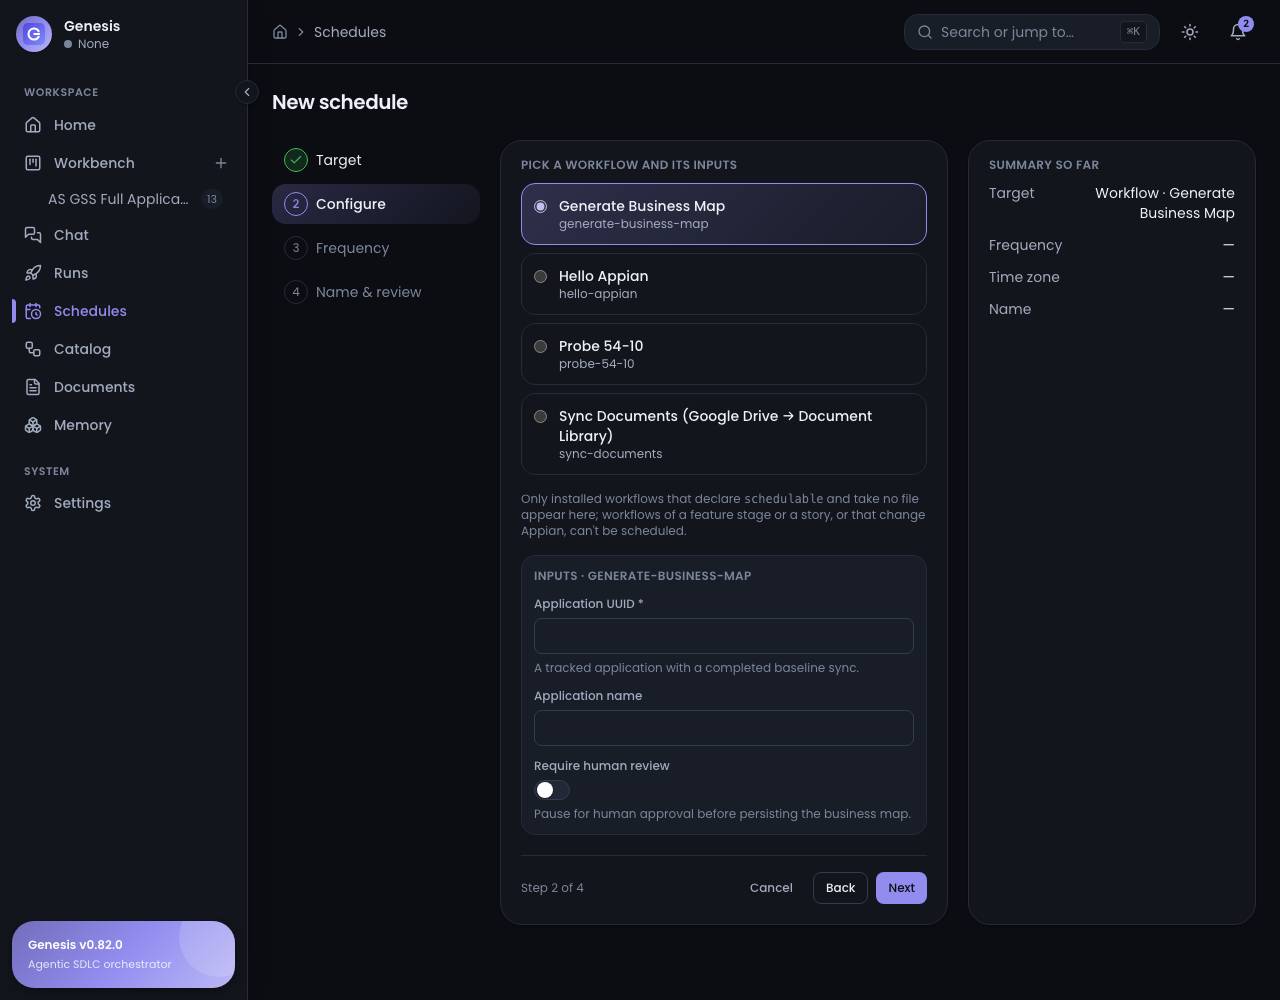 Genesis
None
WORKSPACE
Home
Workbench
AS GSS Full Applica...
13
Chat
Runs
Schedules
Catalog
Documents
Memory
SYSTEM
Settings
Genesis v0.82.0
Agentic SDLC orchestrator
Schedules
Search or jump to...
⌘K
2
New schedule
Target
2 Configure
3 Frequency
4 Name & review
PICK A WORKFLOW AND ITS INPUTS
Generate Business Map
generate-business-map
Hello Appian
hello-appian
Probe 54-10
probe-54-10
Sync Documents (Google Drive → Document
Library)
sync-documents
Only installed workflows that declare schedulable and take no file
appear here; workflows of a feature stage or a story, or that change
Appian, can't be scheduled.
INPUTS · GENERATE-BUSINESS-MAP
Application UUID *
A tracked application with a completed baseline sync.
Application name
Require human review
Pause for human approval before persisting the business map.
Step 2 of 4
Cancel
Back
Next
SUMMARY SO FAR
Target Workflow · Generate
Business Map
Frequency —
Time zone —
Name —